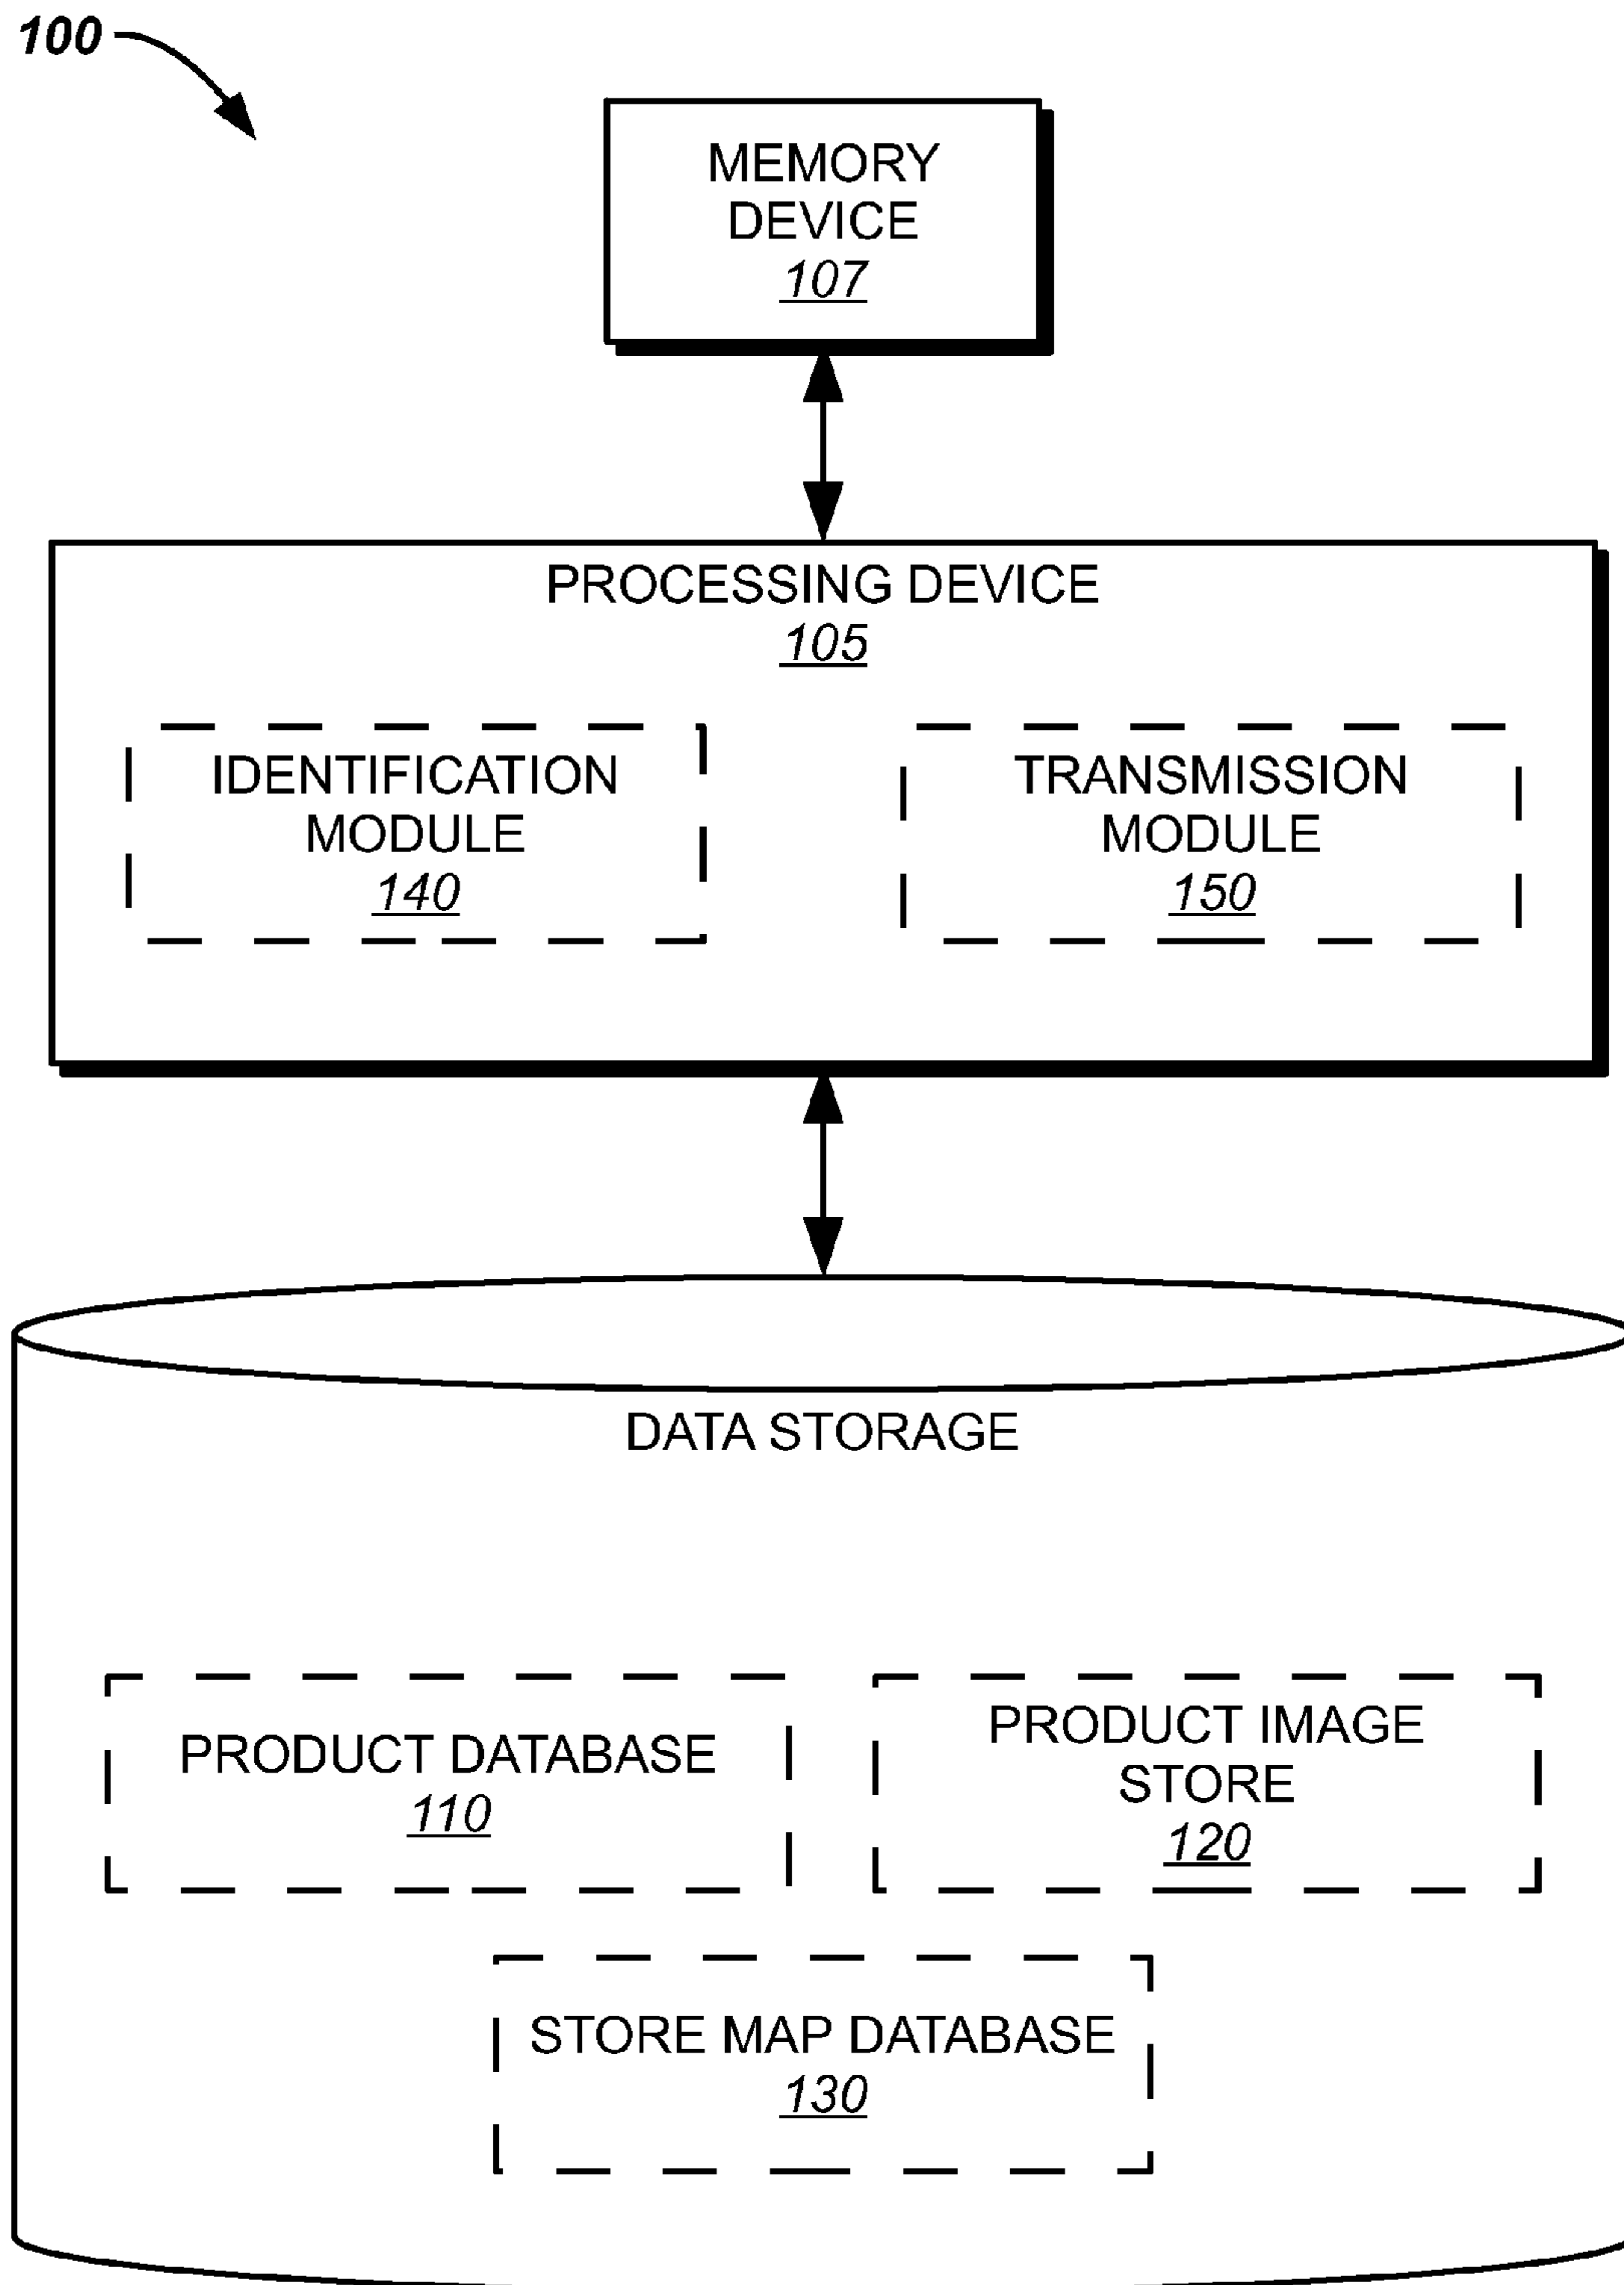 100
MEMORY
DEVICE
107
PROCESSING DEVICE
105
IDENTIFICATION
MODULE
140
TRANSMISSION
MODULE
150
DATA STORAGE
PRODUCT DATABASE
110
PRODUCT IMAGE
STORE
120
STORE MAP DATABASE
130